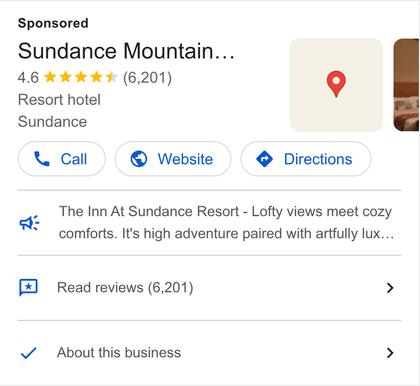 Sponsored
Sundance Mountain…
4.6 (6,201)
Resort hotel
Sundance
Call Website Directions
The Inn At Sundance Resort - Lofty views meet cozy
comforts. It's high adventure paired with artfully lux…
Read reviews (6,201)
About this business